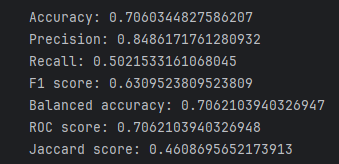 Accuracy: 0.7060344827586207
Precision: 0.8486171761280932
Recall: 0.5021533161068045
F1 score: 0.6309523809523809
Balanced accuracy: 0.7062103940326947
ROC score: 0.7062103940326948
Jaccard score: 0.4608695652173913